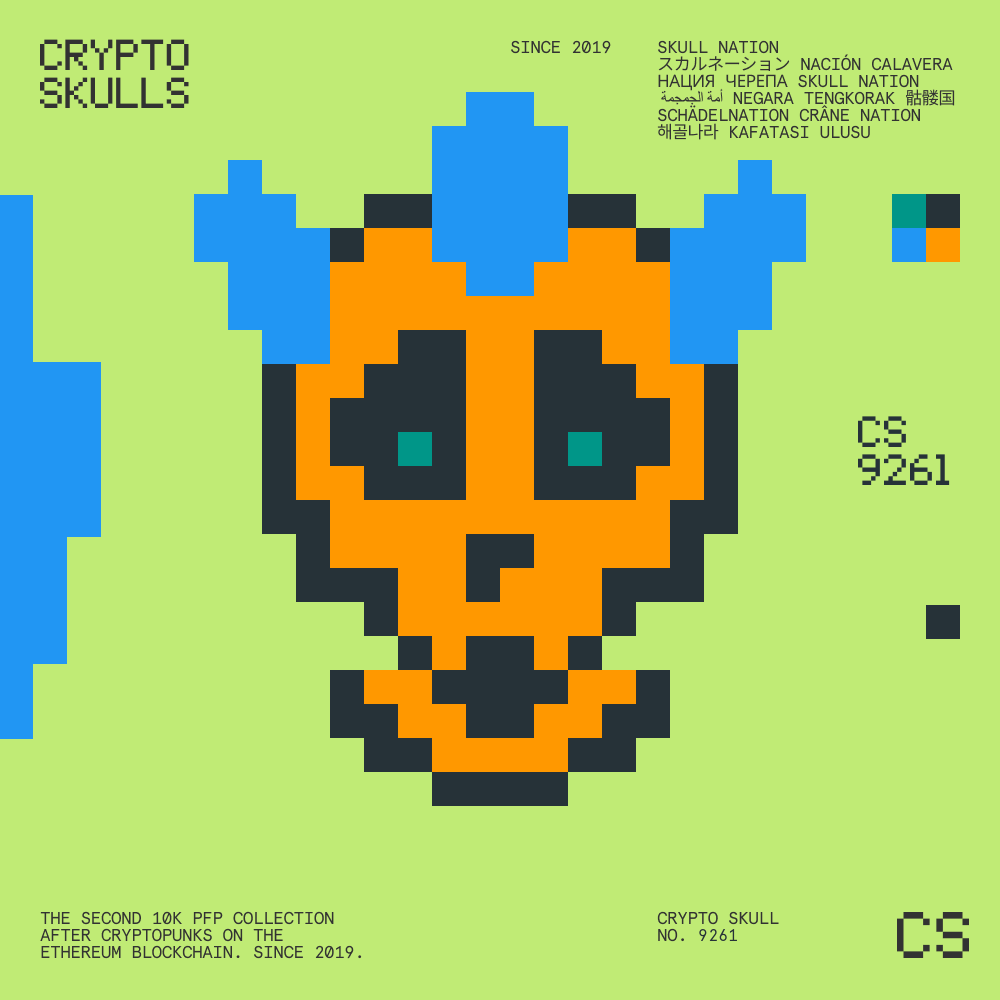 CRYPTO
SKULLS
SINCE 2019
SKULL NATION
スカルネーション NACIÓN CALAVERA
НАЦИЯ ЧЕРЕПА SKULL NATION
أمة الجمجمة NEGARA TENGKORAK 骷髅国
SCHÄDELNATION CRÂNE NATION
해골나라 KAFATASI ULUSU
CS
9261
THE SECOND 10K PFP COLLECTION
AFTER CRYPTOPUNKS ON THE
ETHEREUM BLOCKCHAIN. SINCE 2019.
CRYPTO SKULL
NO. 9261
CS